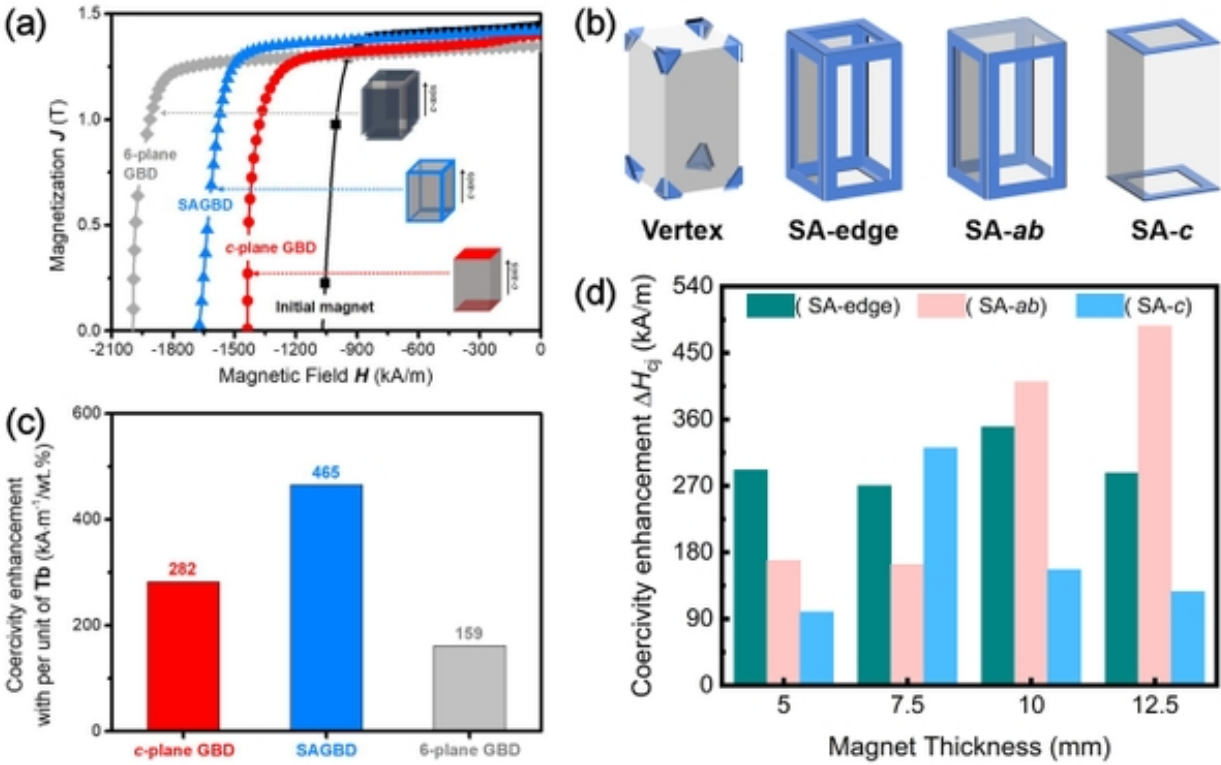 (a)
1.5
1.0
0.5
0.0
Magnetization J (T)
6-plane
GBD
SAGBD
c-plane GBD
Initial magnet
c-axis
c-axis
c-axis
-2100
-1800
-1500
-1200
-900
-600
-300
0
Magnetic Field H (kA/m)
(b)
Vertex
SA-edge
SA-ab
SA-c
(c)
600
400
200
0
Coercivity enhancement
with per unit of Tb (kA·m⁻¹/wt.%)
282
465
159
c-plane GBD
SAGBD
6-plane GBD
(d)
540
450
360
270
180
90
0
Coercivity enhancement ΔHcj (kA/m)
( SA-edge)
( SA-ab)
( SA-c)
5
7.5
10
12.5
Magnet Thickness (mm)